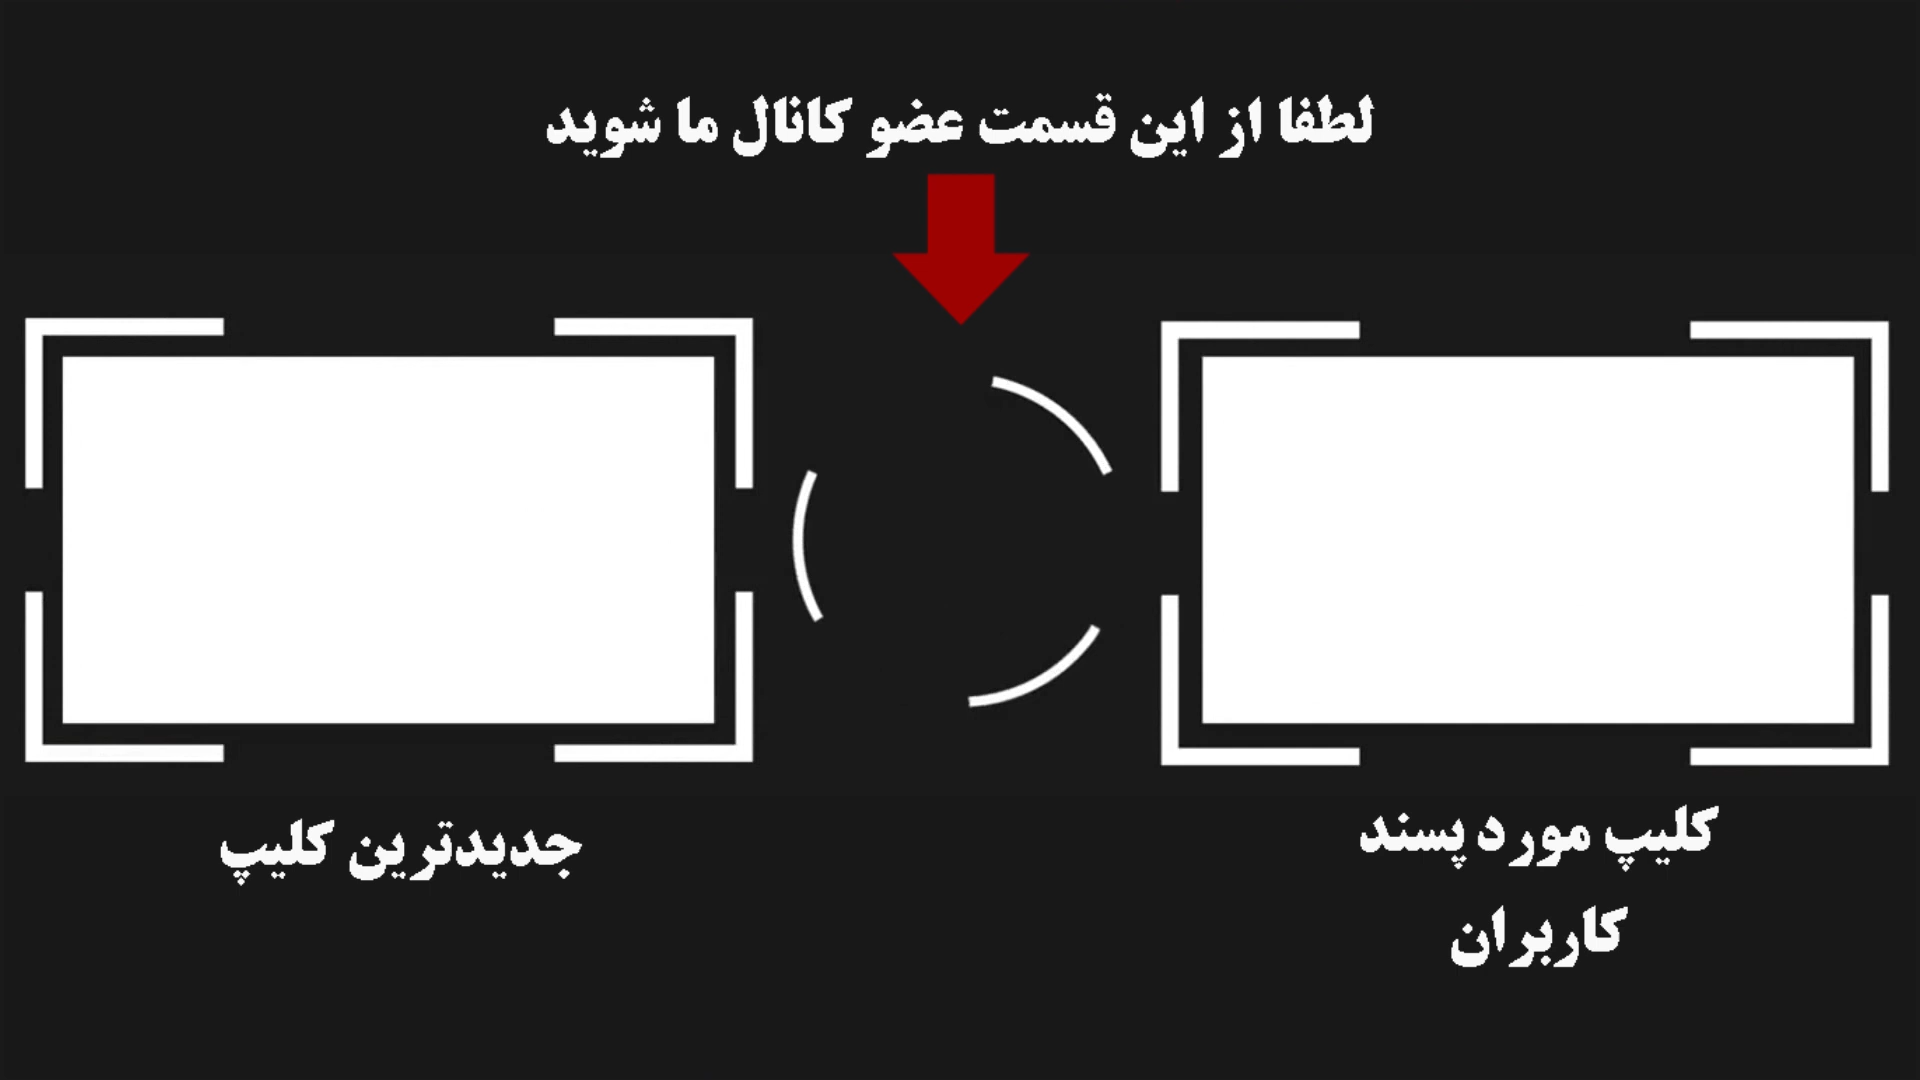 لطفا از این قسمت عضو کانال ما شوید
کلیپ مورد پسند
کاربران
جدیدترین کلیپ